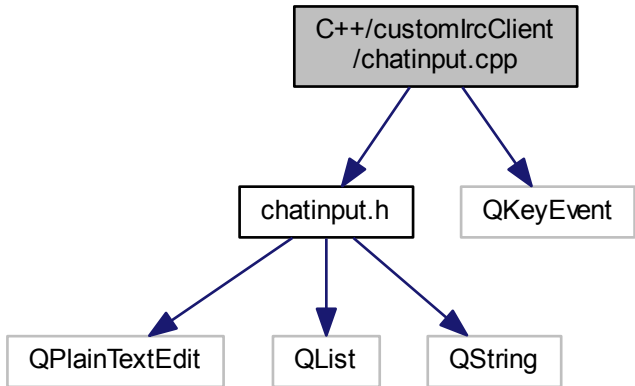 C++/customIrcClient
/chatinput.cpp
chatinput.h
QKeyEvent
QPlainTextEdit
QList
QString